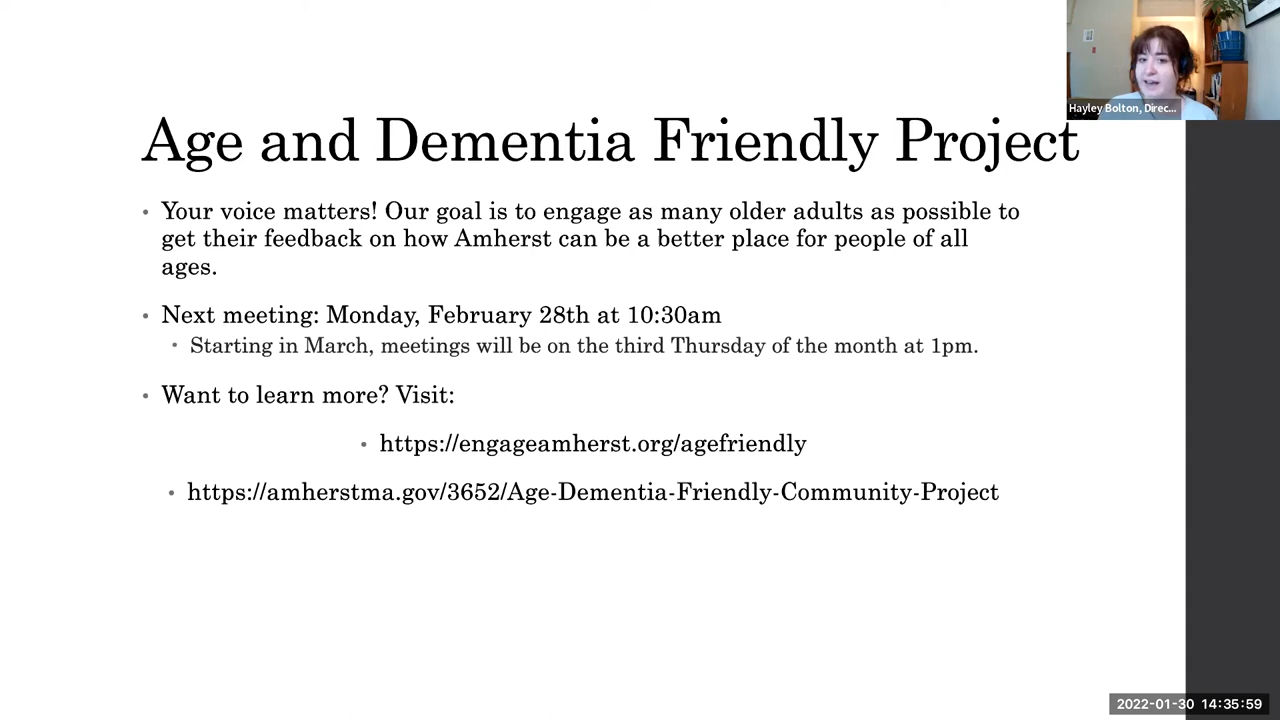 Hayley Bolton, Direc...
Age and Dementia Friendly Project
• Your voice matters! Our goal is to engage as many older adults as possible to
get their feedback on how Amherst can be a better place for people of all
ages.
• Next meeting: Monday, February 28th at 10:30am
• Starting in March, meetings will be on the third Thursday of the month at 1pm.
• Want to learn more? Visit:
• https://engageamherst.org/agefriendly
• https://amherstma.gov/3652/Age-Dementia-Friendly-Community-Project
2022-01-30 14:35:59